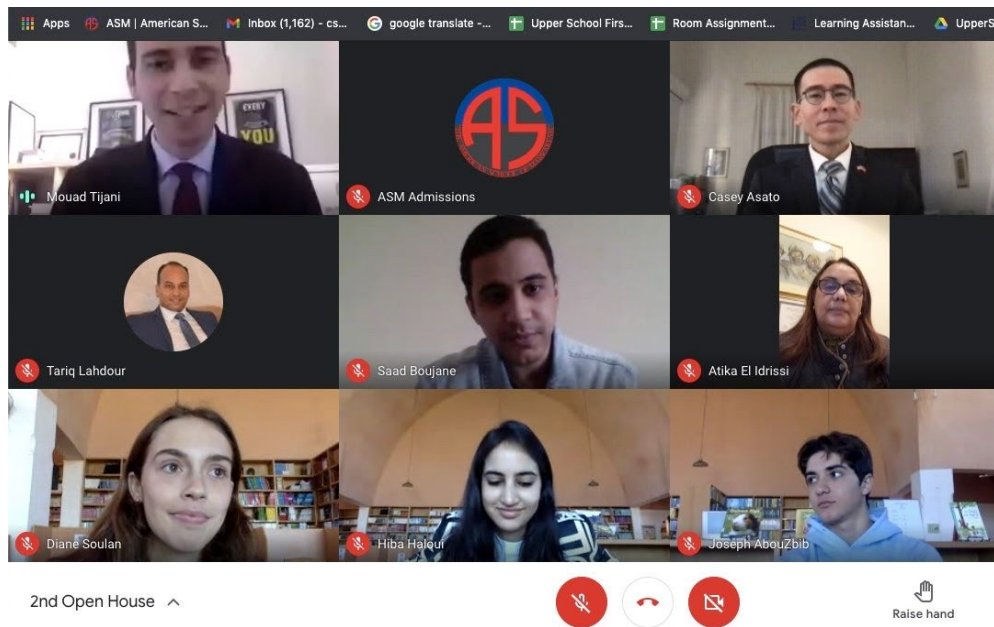 Apps
ASM | American S...
Inbox (1,162) - cs...
google translate -...
Upper School Firs...
Room Assignment...
Learning Assistan...
UpperS
EVERY
YOU
Mouad Tijani
AS
ASM Admissions
Casey Asato
Tariq Lahdour
Saad Boujane
Atika El Idrissi
Diane Soulan
Hiba Haloui
Joseph AbouZbib
2nd Open House
Raise hand